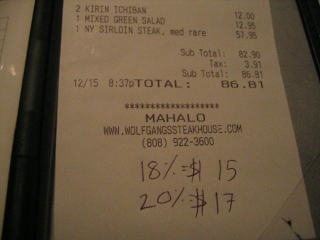 2 KIRIN ICHIBAN 12.00
1 MIXED GREEN SALAD 12.95
1 NY SIRLOIN STEAK, med rare 57.95
Sub Total: 82.90
Tax: 3.91
Sub Total: 86.81
12/15 8:37pTOTAL: 86.81
*******************
MAHALO
WWW.WOLFGANGSSTEAKHOUSE.COM
(808) 922-3600
18%=$ 15
20%=$ 17